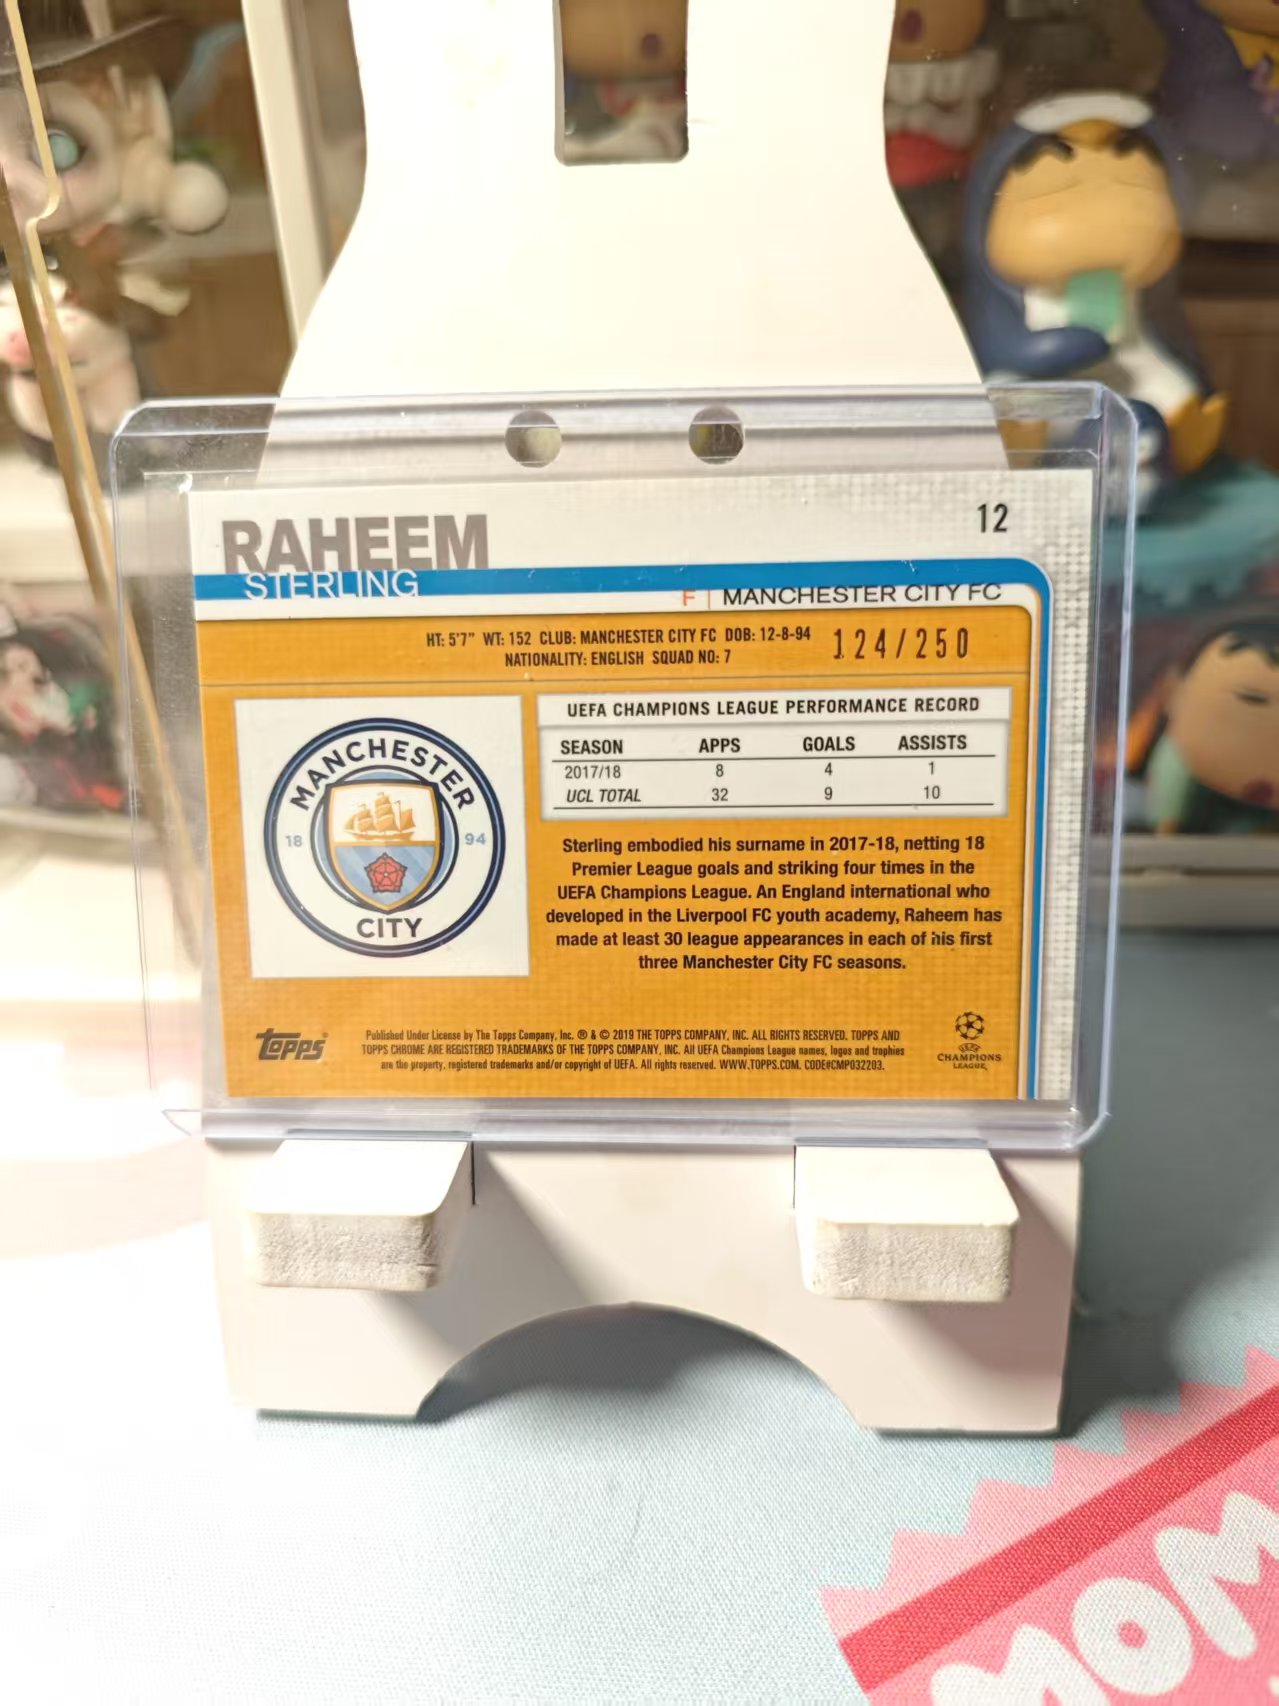 RAHEEM
12
STERLING
F | MANCHESTER CITY FC
HT: 5'7" WT: 152 CLUB: MANCHESTER CITY FC DOB: 12-8-94
NATIONALITY: ENGLISH SQUAD NO: 7
124/250
MANCHESTER
18 94
CITY
UEFA CHAMPIONS LEAGUE PERFORMANCE RECORD
SEASON APPS GOALS ASSISTS
2017/18 8 4 1
UCL TOTAL 32 9 10
Sterling embodied his surname in 2017-18, netting 18
Premier League goals and striking four times in the
UEFA Champions League. An England international who
developed in the Liverpool FC youth academy, Raheem has
made at least 30 league appearances in each of his first
three Manchester City FC seasons.
Topps
Published Under License by The Topps Company, Inc. ® & © 2019 THE TOPPS COMPANY, INC. ALL RIGHTS RESERVED. TOPPS AND
TOPPS CHROME ARE REGISTERED TRADEMARKS OF THE TOPPS COMPANY, INC. All UEFA Champions League names, logos and trophies
are the property, registered trademarks and/or copyright of UEFA. All rights reserved. WWW.TOPPS.COM. CODE#CMP032203.
UEFA
CHAMPIONS
LEAGUE
MOM